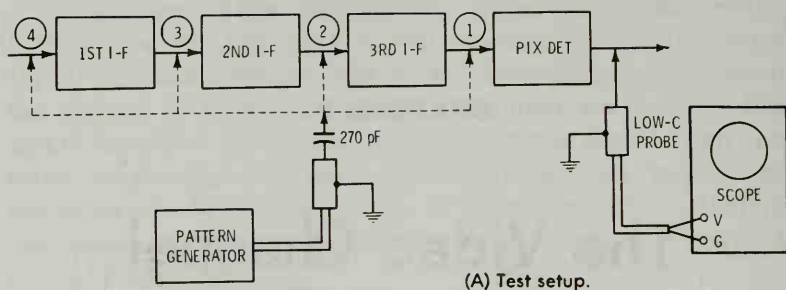 4
1ST I-F
3
2ND I-F
2
3RD I-F
1
PIX DET
270 pF
LOW-C
PROBE
SCOPE
V
G
PATTERN
GENERATOR
(A) Test setup.